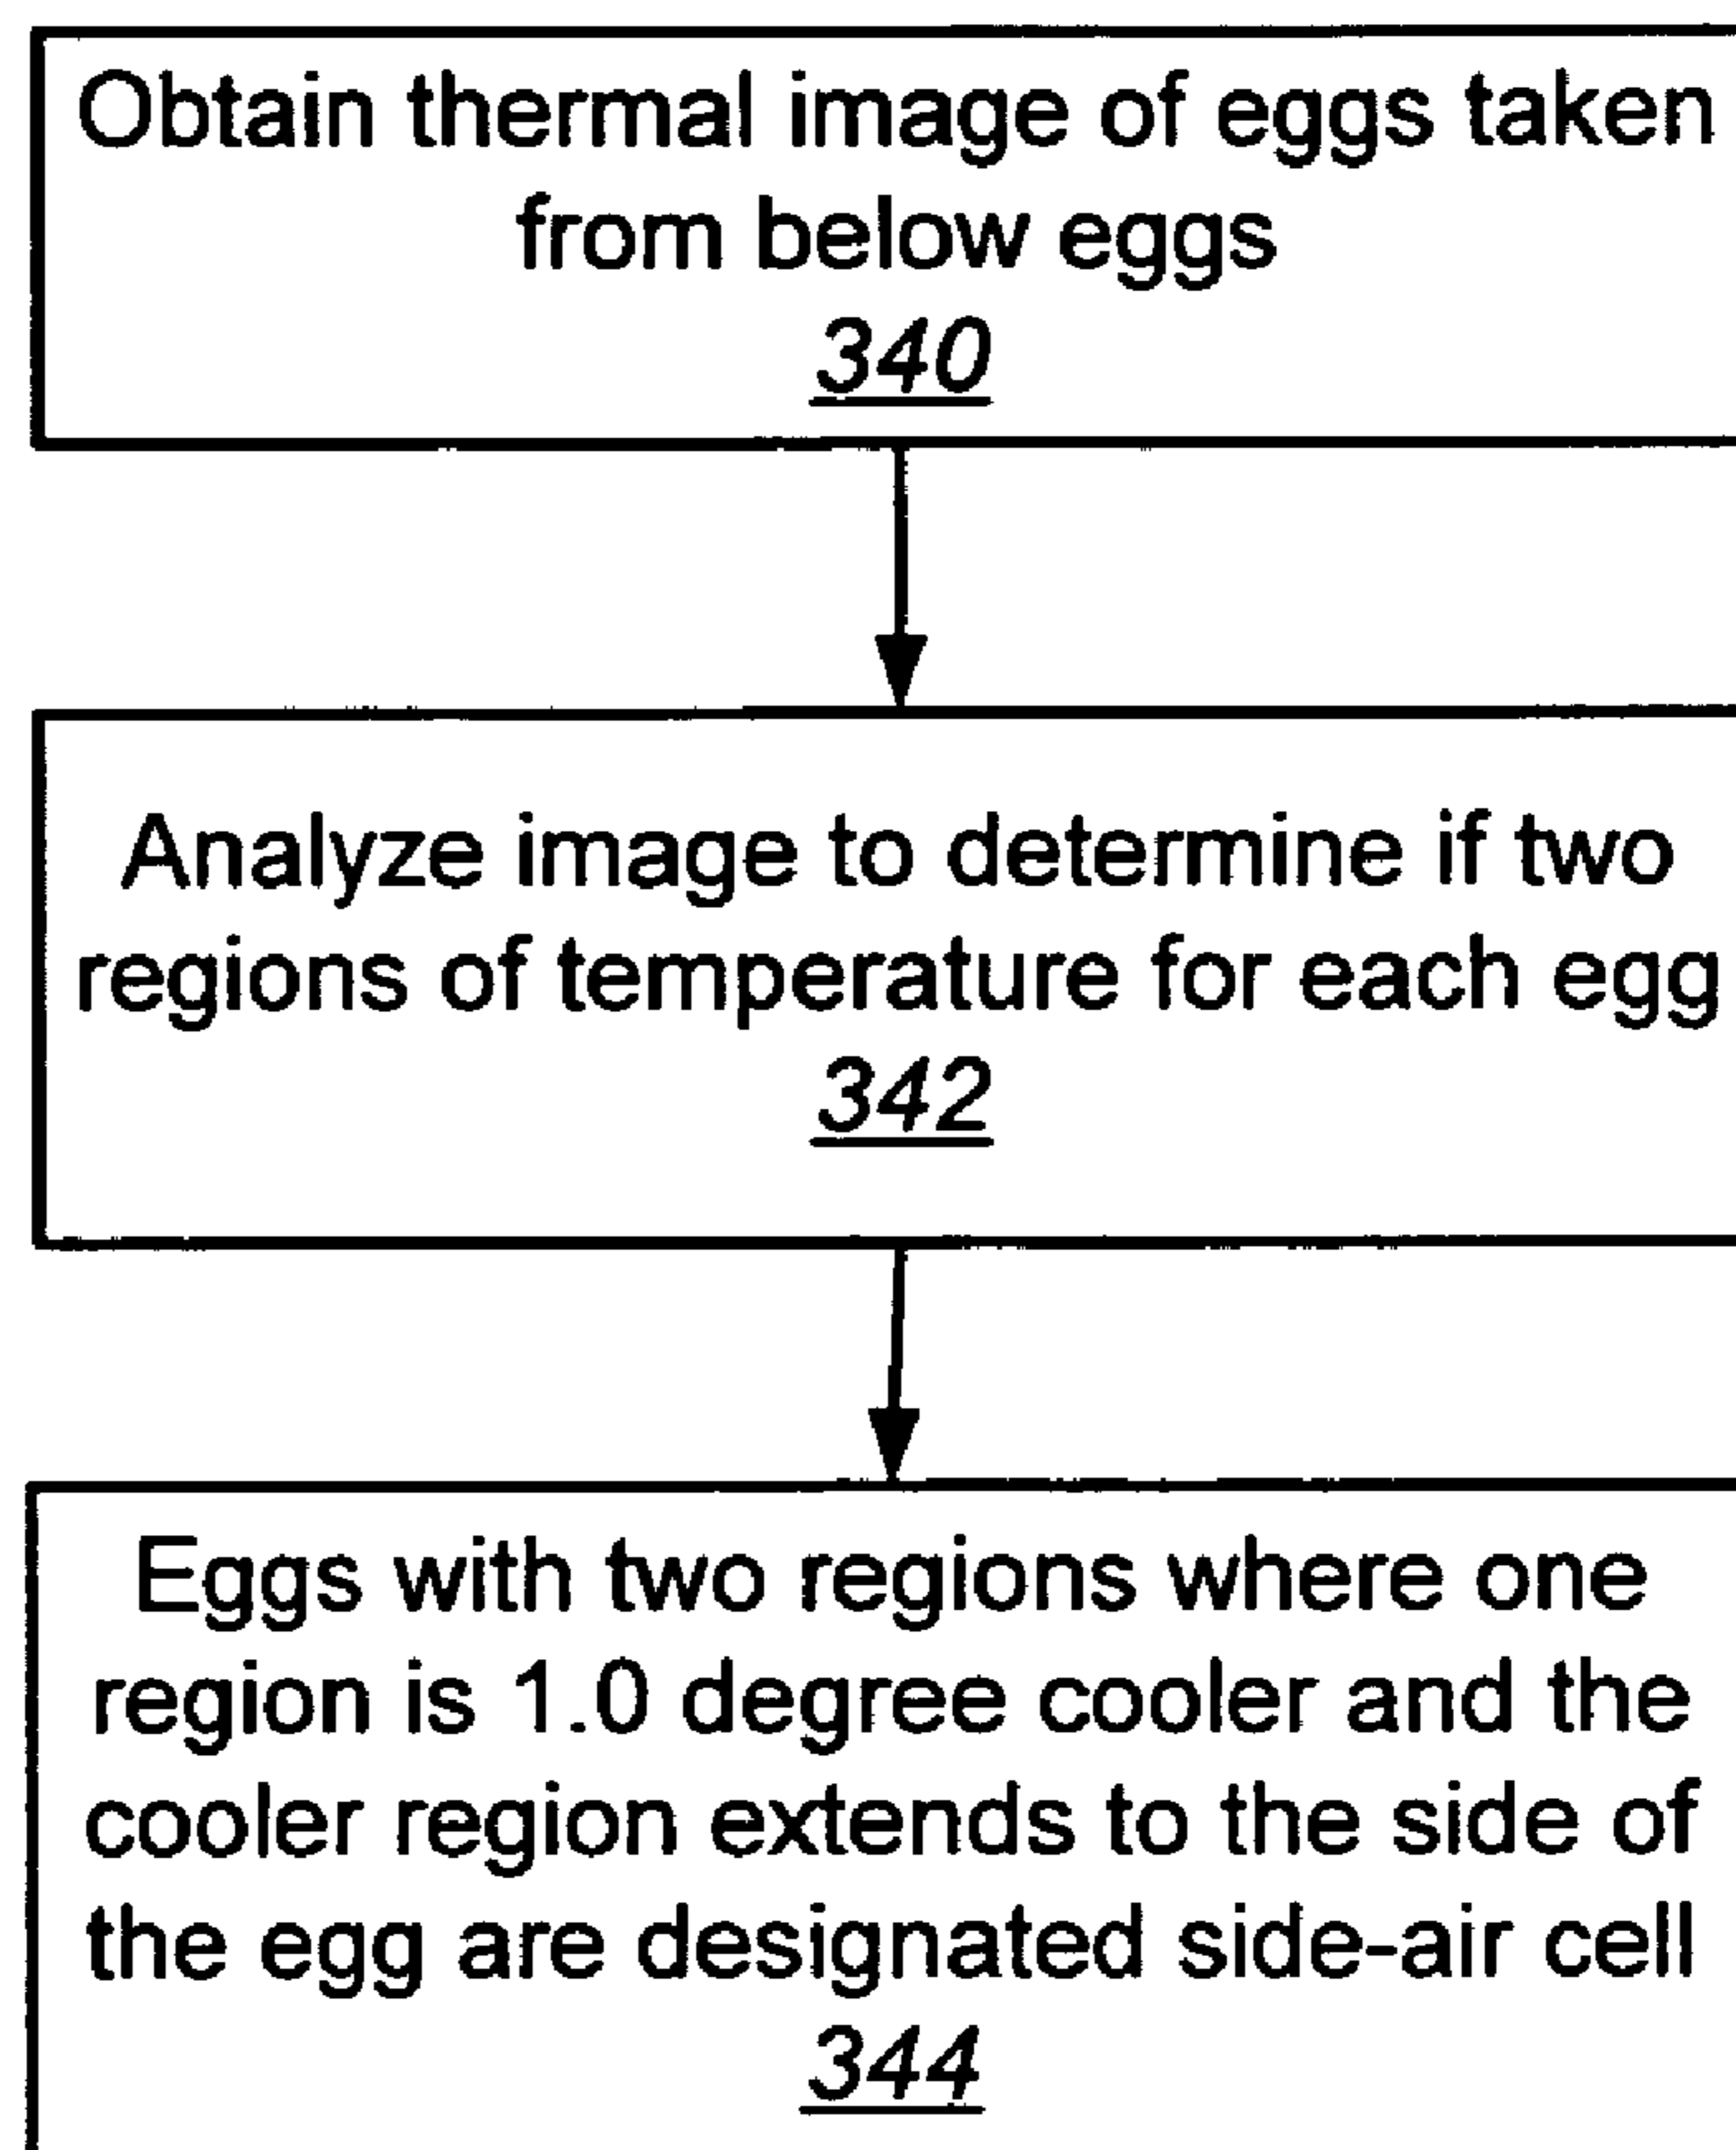 Obtain thermal image of eggs taken
from below eggs
340
Analyze image to determine if two
regions of temperature for each egg
342
Eggs with two regions where one
region is 1.0 degree cooler and the
cooler region extends to the side of
the egg are designated side-air cell
344